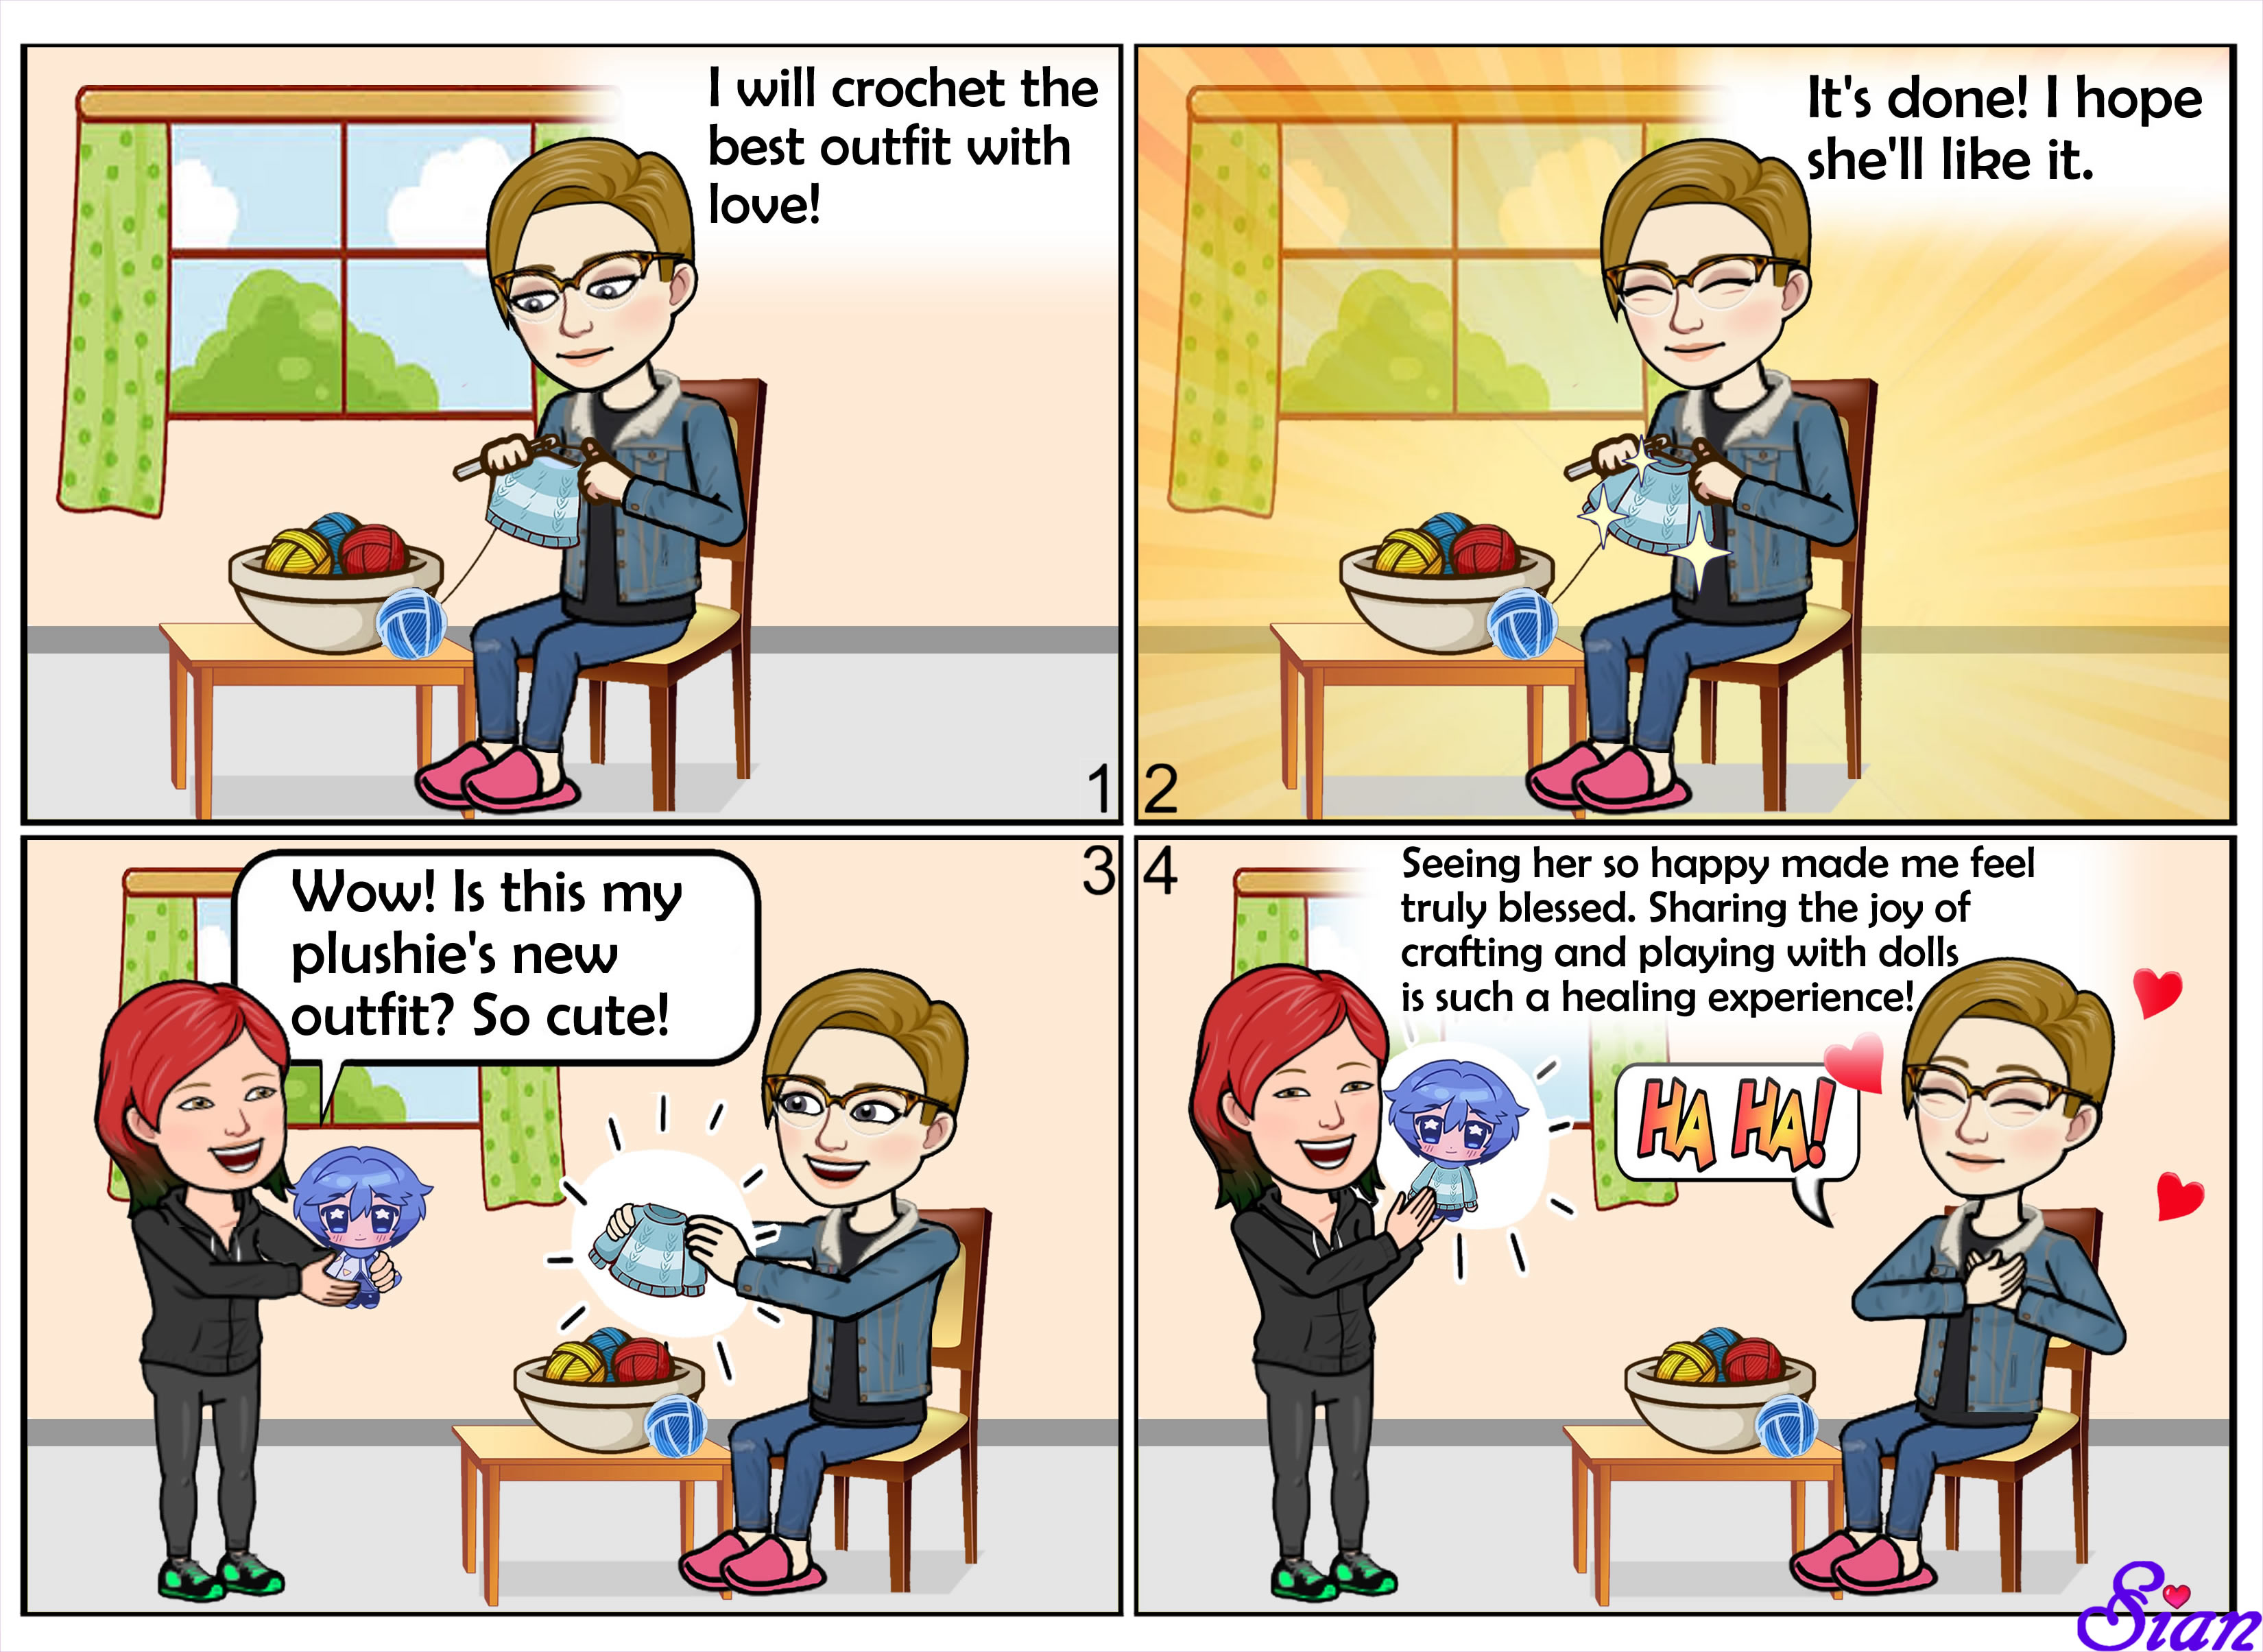 I will crochet the
best outfit with
love!
1
It's done! I hope
she'll like it.
2
Wow! Is this my
plushie's new
outfit? So cute!
3
4
Seeing her so happy made me feel
truly blessed. Sharing the joy of
crafting and playing with dolls
is such a healing experience!
HA HA!
Sian